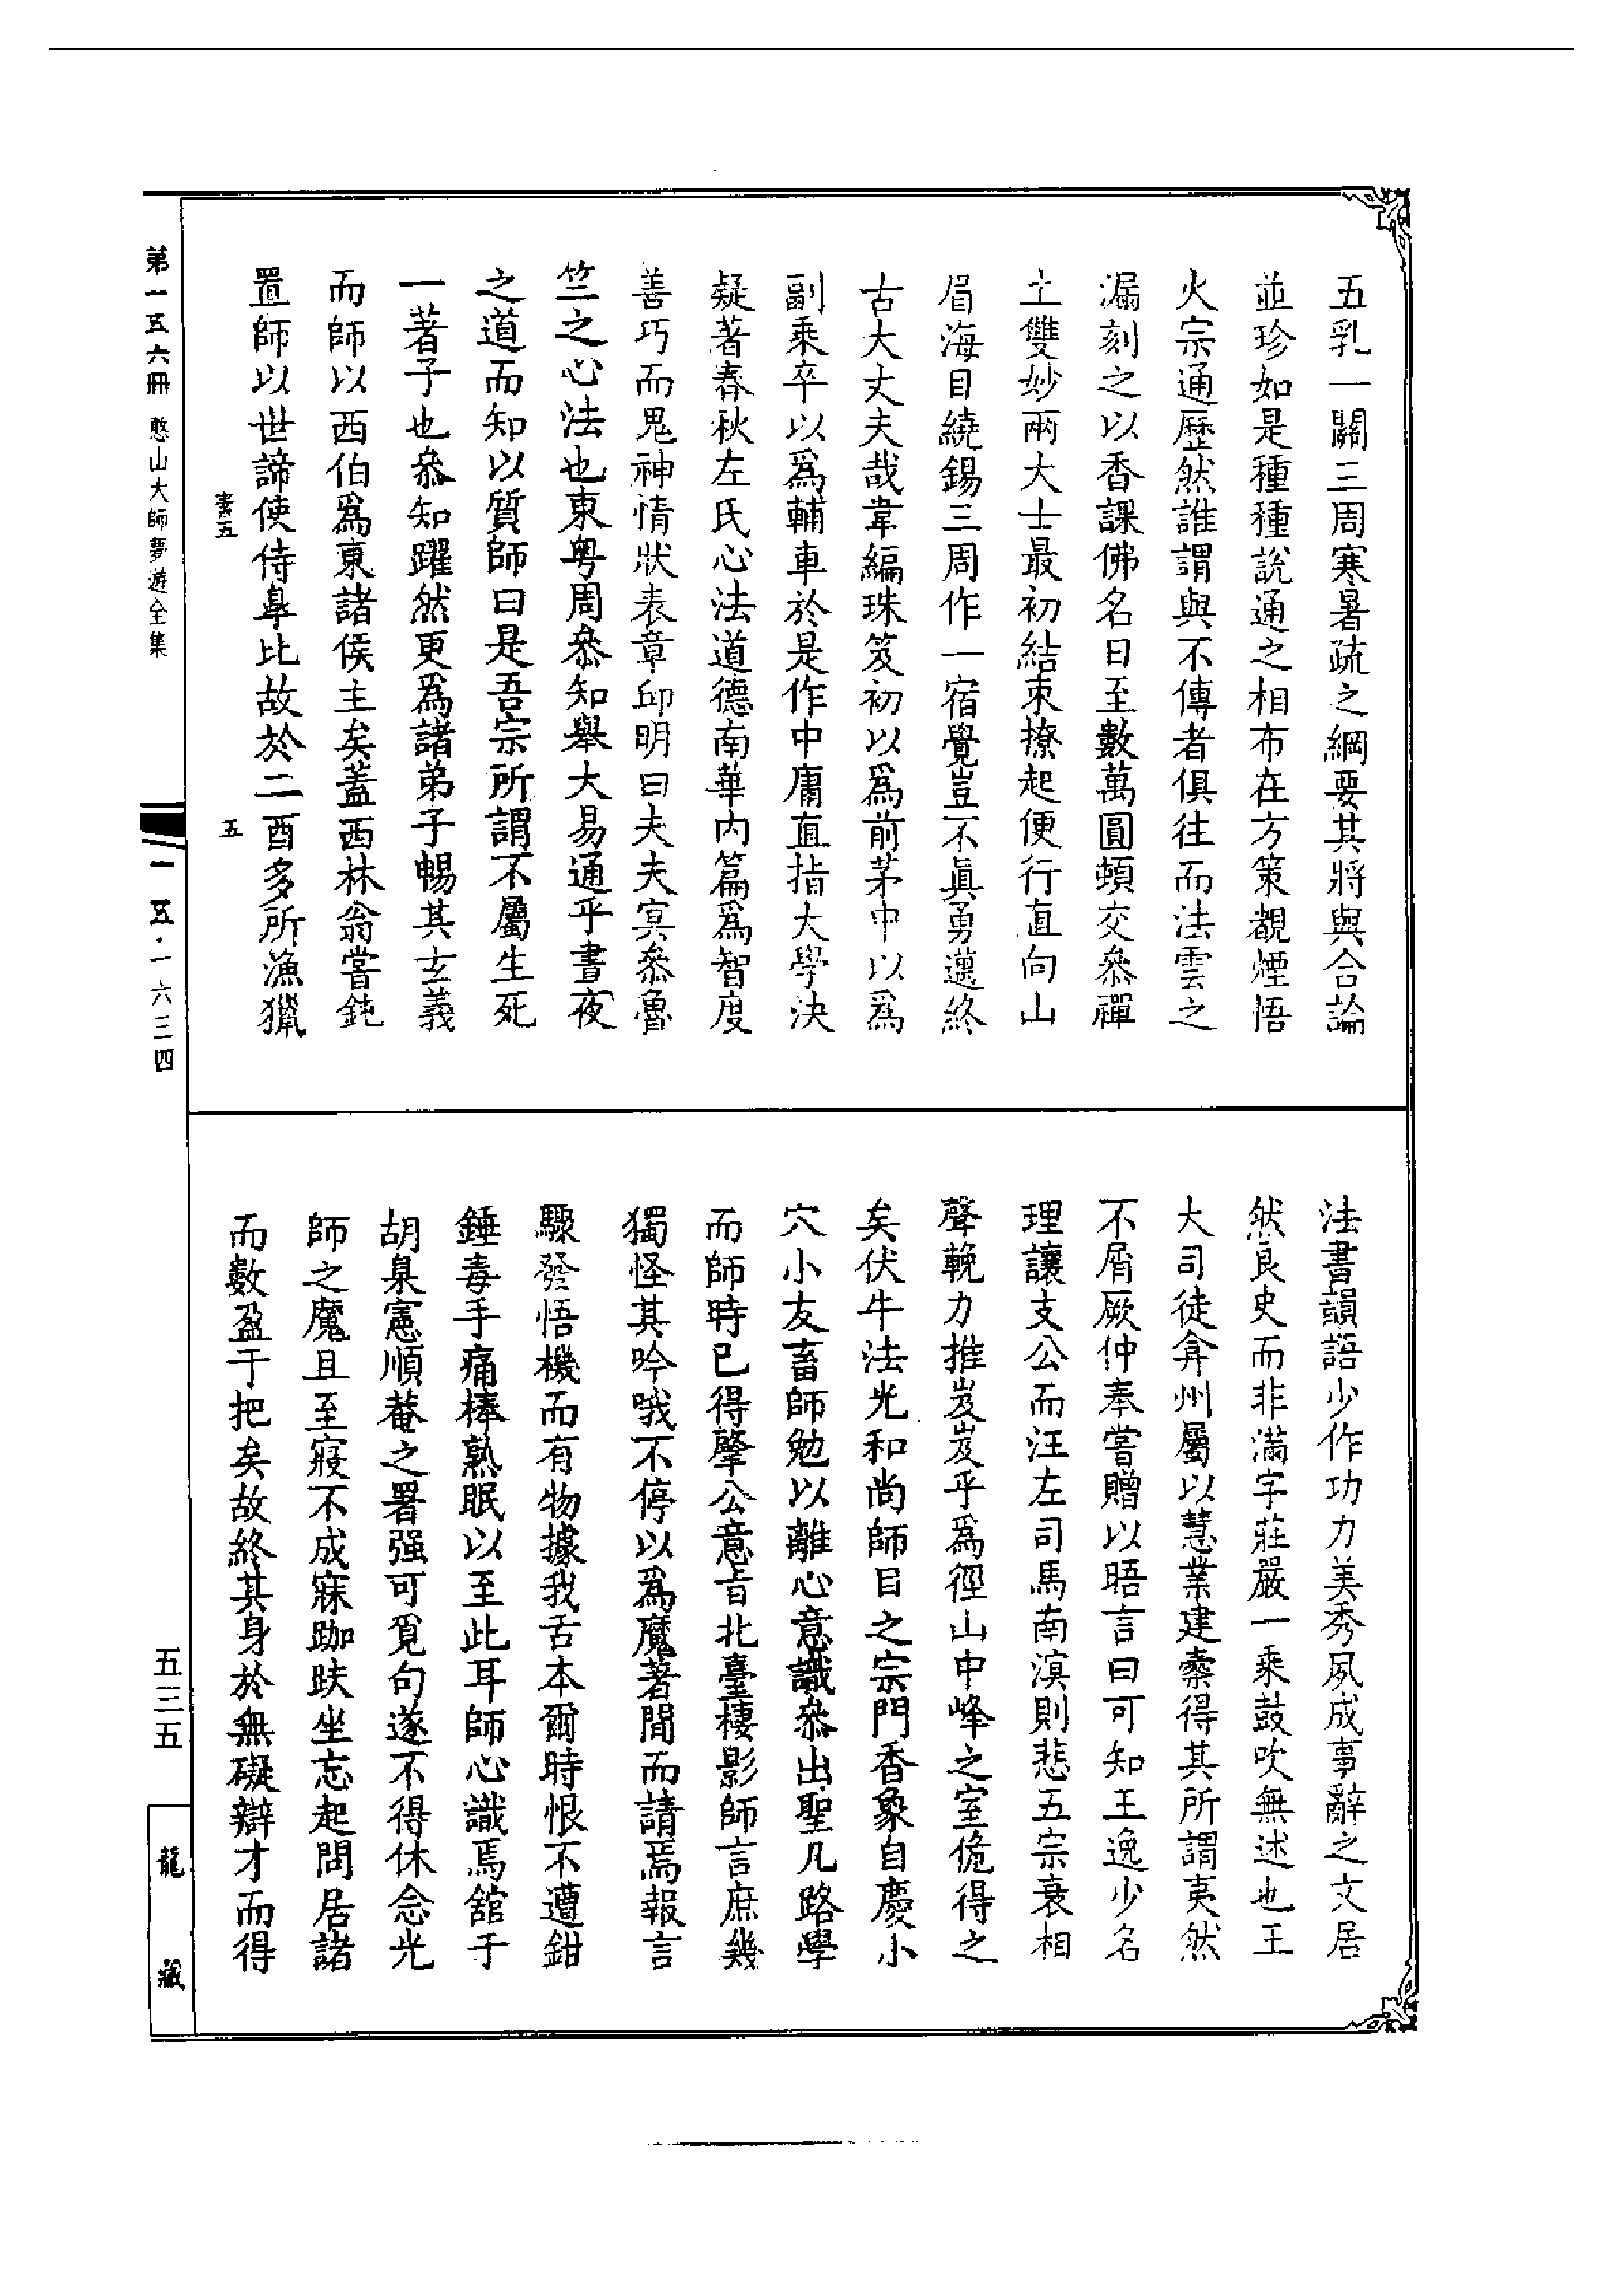 五乳一關三周寒暑疏之綱要其將與合論
並珍如是種種說通之相布在方策覩煙悟
火宗通歷然誰謂與不傳者俱往而法雲之
漏刻之以香課佛名日至數萬圓頓交叅禪
土雙妙兩大士最初結束撩起便行直向山
眉海目繞錫三周作一宿覺豈不眞勇邁終
古大丈夫哉韋編珠笈初以爲前茅中以爲
副乘卒以爲輔車於是作中庸直指大學決
疑著春秋左氏心法道德南華內篇爲智度
善巧而鬼神情狀表章邱明曰夫夫㝠叅魯
竺之心法也東粤周叅知舉大易通乎晝夜
之道而知以質師曰是吾宗所謂不屬生死
一著子也叅知躍然更爲諸弟子暢其玄義
而師以西伯爲東諸侯主矣蓋西林翁嘗鈍
置師以世諦使侍臯比故於二酉多所漁獵
書五
五
法書韻語少作功力美秀夙成事辭之文居
然良史而非滿字莊嚴一乘鼓吹無述也王
大司徒弇州屬以慧業建索得其所謂夷然
不屑厥仲奉嘗贈以晤言曰可知王逸少名
理讓支公而汪左司馬南溟則悲五宗衰相
聲輓力推岌岌乎爲徑山中峰之室佹得之
矣伏牛法光和尚師目之宗門香象自慶小
穴小友畜師勉以離心意識叅出聖凡路學
而師時已得肇公意旨北臺棲影師言庶幾
獨怪其吟哦不停以爲魔著閒而請焉報言
驟發悟機而有物據我舌本爾時恨不遭鉗
錘毒手痛棒熟眠以至此耳師心識焉館于
胡臬憲順菴之署强可覓句遂不得休念光
師之魔且至寢不成寐跏趺坐忘起問居諸
而數盈于把矣故終其身於無礙辯才而得
第一五六冊 憨山大師夢遊全集
一五·一六三四
五三五
龍藏